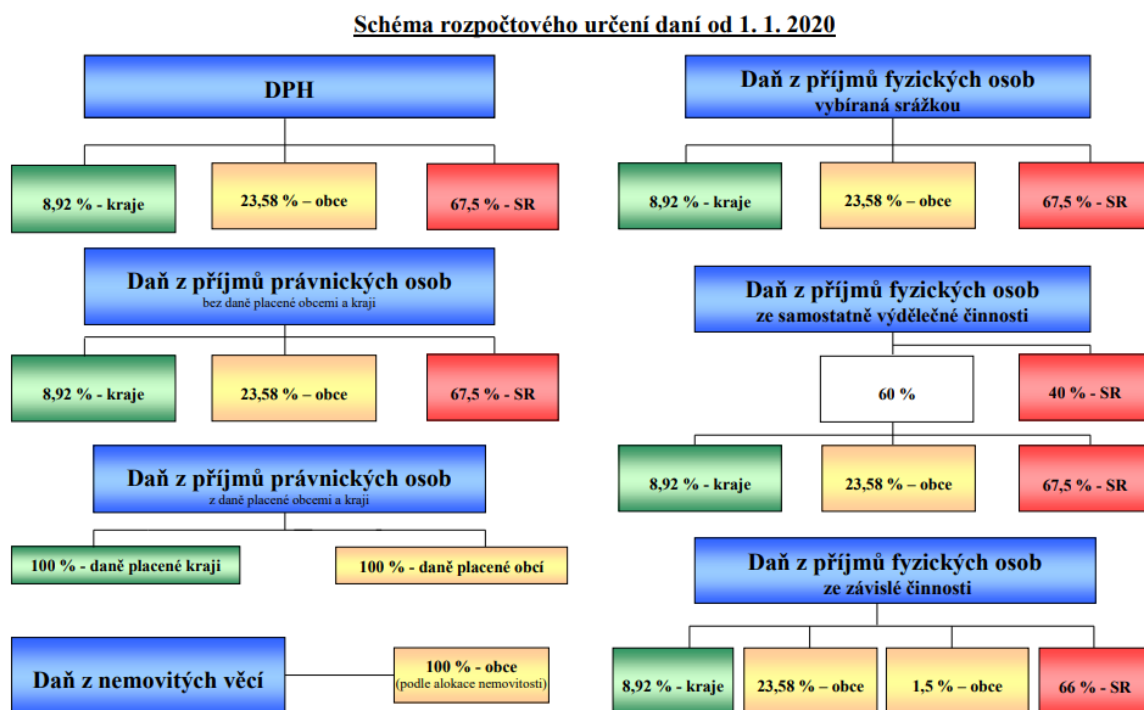 Schéma rozpočtového určení daní od 1. 1. 2020
DPH
8,92 % - kraje
23,58 % – obce
67,5 % - SR
Daň z příjmů právnických osob
bez daně placené obcemi a kraji
8,92 % - kraje
23,58 % – obce
67,5 % - SR
Daň z příjmů právnických osob
z daně placené obcemi a kraji
100 % - daně placené kraji
100 % - daně placené obcí
Daň z nemovitých věcí
100 % - obce
(podle alokace nemovitosti)
Daň z příjmů fyzických osob
vybíraná srážkou
8,92 % - kraje
23,58 % – obce
67,5 % - SR
Daň z příjmů fyzických osob
ze samostatně výdělečné činnosti
60 %
40 % - SR
8,92 % - kraje
23,58 % – obce
67,5 % - SR
Daň z příjmů fyzických osob
ze závislé činnosti
8,92 % - kraje
23,58 % – obce
1,5 % – obce
66 % - SR